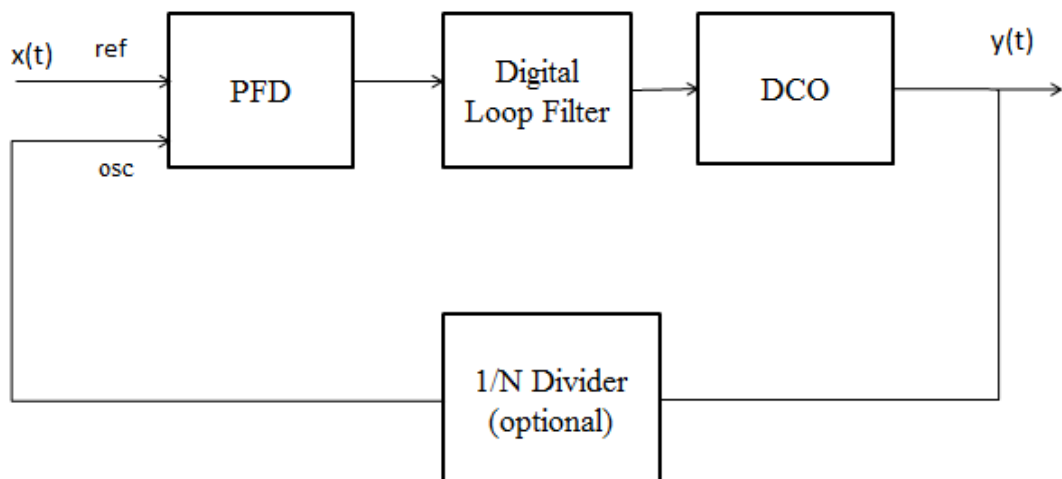 x(t)
ref
PFD
osc
Digital
Loop Filter
DCO
y(t)
1/N Divider
(optional)